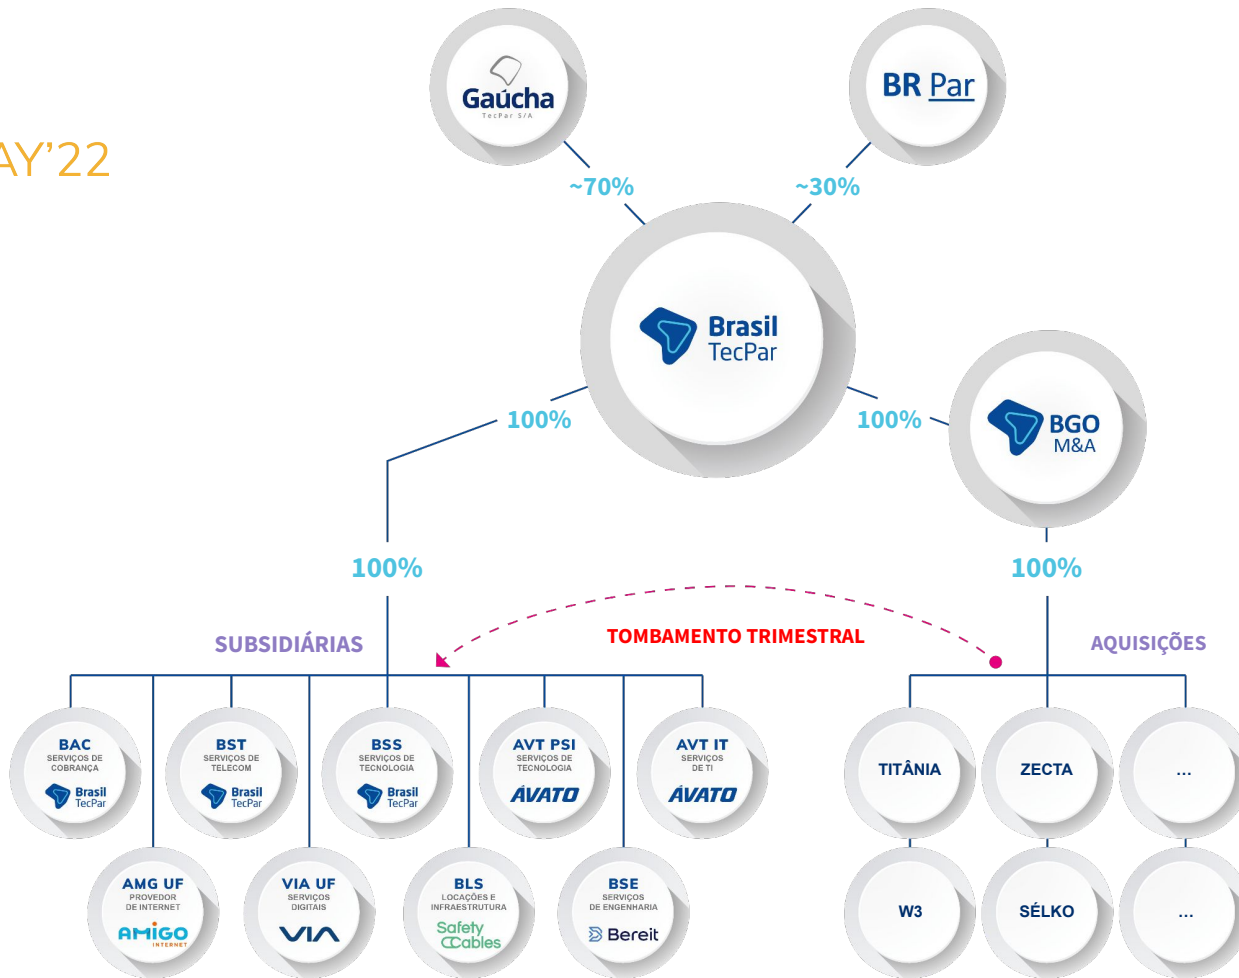 Gaúcha
TecPar S/A
BR Par
AY'22
~70%
~30%
Brasil
TecPar
BGO
M&A
100%
100%
100%
100%
SUBSIDIÁRIAS
TOMBAMENTO TRIMESTRAL
AQUISIÇÕES
BAC
SERVIÇOS DE
COBRANÇA
Brasil
TecPar
BST
SERVIÇOS DE
TELECOM
Brasil
TecPar
BSS
SERVIÇOS DE
TECNOLOGIA
Brasil
TecPar
AVT PSI
SERVIÇOS DE
TECNOLOGIA
ÁVATO
AVT IT
SERVIÇOS
DE TI
ÁVATO
TITÂNIA
ZECTA
...
AMG UF
PROVEDOR
DE INTERNET
AMIGO
INTERNET
VIA UF
SERVIÇOS
DIGITAIS
VIA
BLS
LOCAÇÕES E
INFRAESTRUTURA
Safety
Cables
BSE
SERVIÇOS
DE ENGENHARIA
Bereit
W3
SÉLKO
...